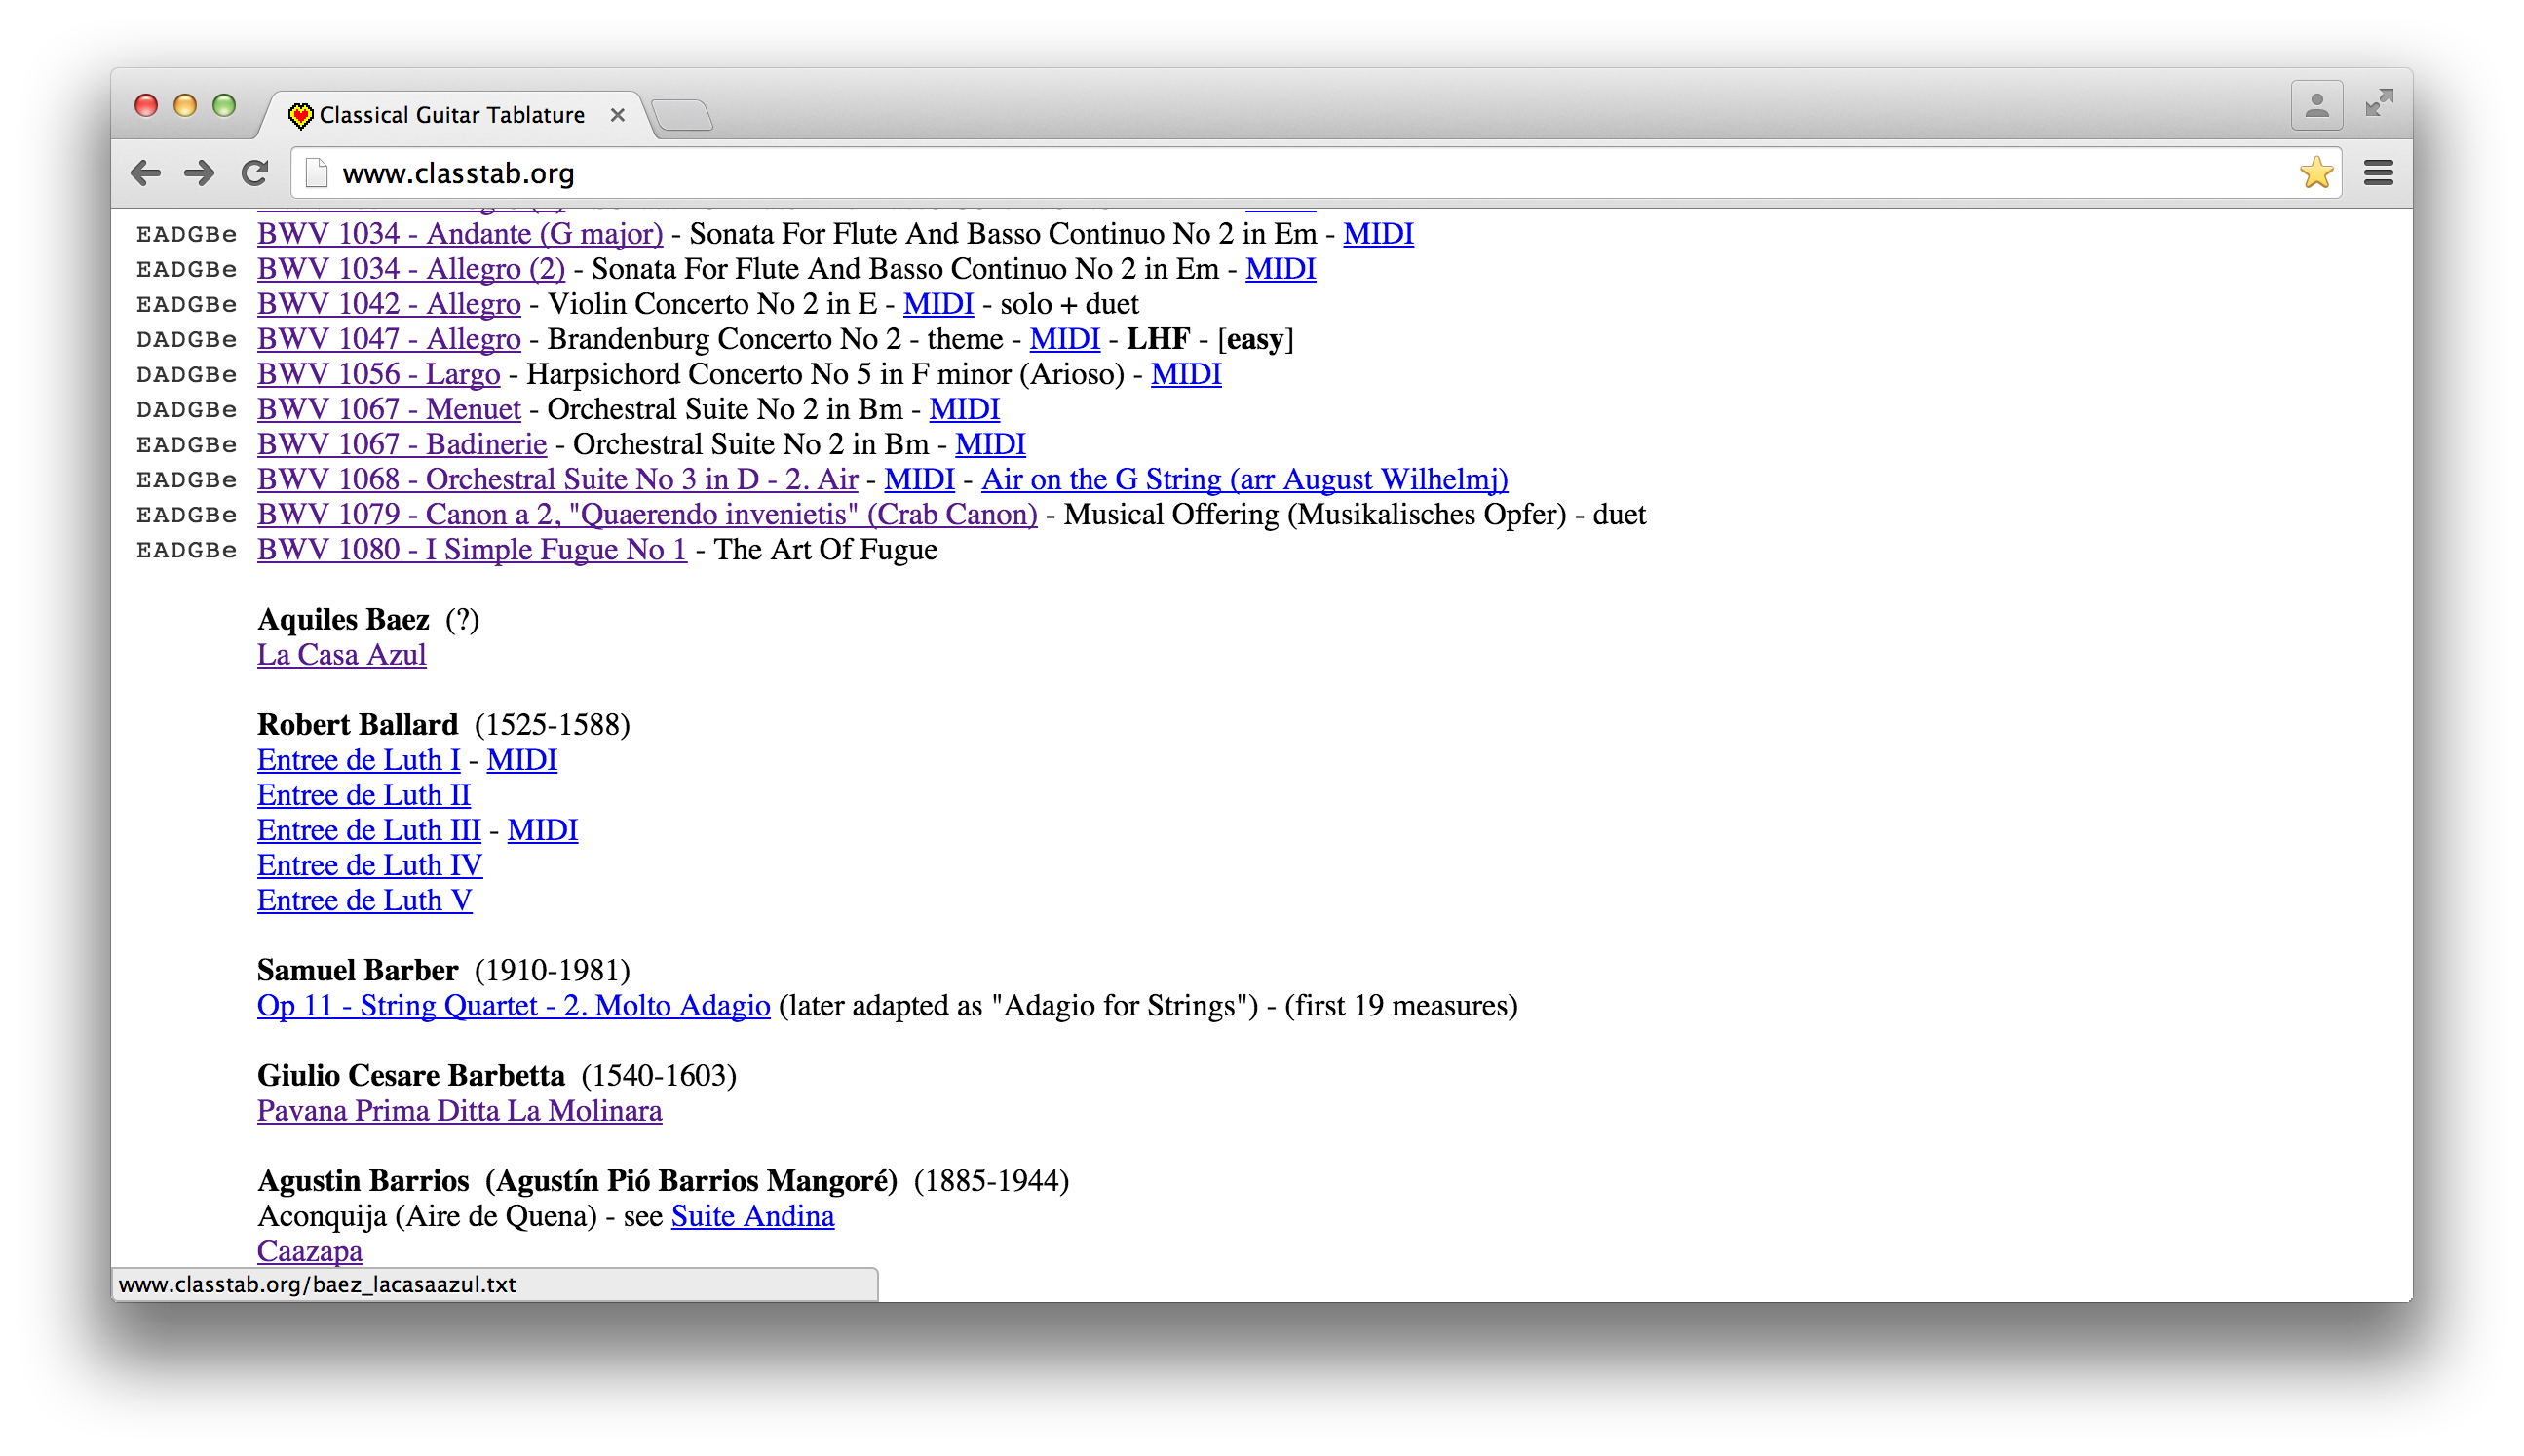 Classical Guitar Tablature
www.classtab.org
EADGBe BWV 1034 - Andante (G major) - Sonata For Flute And Basso Continuo No 2 in Em - MIDI
EADGBe BWV 1034 - Allegro (2) - Sonata For Flute And Basso Continuo No 2 in Em - MIDI
EADGBe BWV 1042 - Allegro - Violin Concerto No 2 in E - MIDI - solo + duet
DADGBe BWV 1047 - Allegro - Brandenburg Concerto No 2 - theme - MIDI - LHF - [easy]
DADGBe BWV 1056 - Largo - Harpsichord Concerto No 5 in F minor (Arioso) - MIDI
DADGBe BWV 1067 - Menuet - Orchestral Suite No 2 in Bm - MIDI
EADGBe BWV 1067 - Badinerie - Orchestral Suite No 2 in Bm - MIDI
EADGBe BWV 1068 - Orchestral Suite No 3 in D - 2. Air - MIDI - Air on the G String (arr August Wilhelmj)
EADGBe BWV 1079 - Canon a 2, "Quaerendo invenietis" (Crab Canon) - Musical Offering (Musikalisches Opfer) - duet
EADGBe BWV 1080 - I Simple Fugue No 1 - The Art Of Fugue
Aquiles Baez (?)
La Casa Azul
Robert Ballard (1525-1588)
Entree de Luth I - MIDI
Entree de Luth II
Entree de Luth III - MIDI
Entree de Luth IV
Entree de Luth V
Samuel Barber (1910-1981)
Op 11 - String Quartet - 2. Molto Adagio (later adapted as "Adagio for Strings") - (first 19 measures)
Giulio Cesare Barbetta (1540-1603)
Pavana Prima Ditta La Molinara
Agustin Barrios (Agustín Pió Barrios Mangoré) (1885-1944)
Aconquija (Aire de Quena) - see Suite Andina
Caazapa
www.classtab.org/baez_lacasaazul.txt